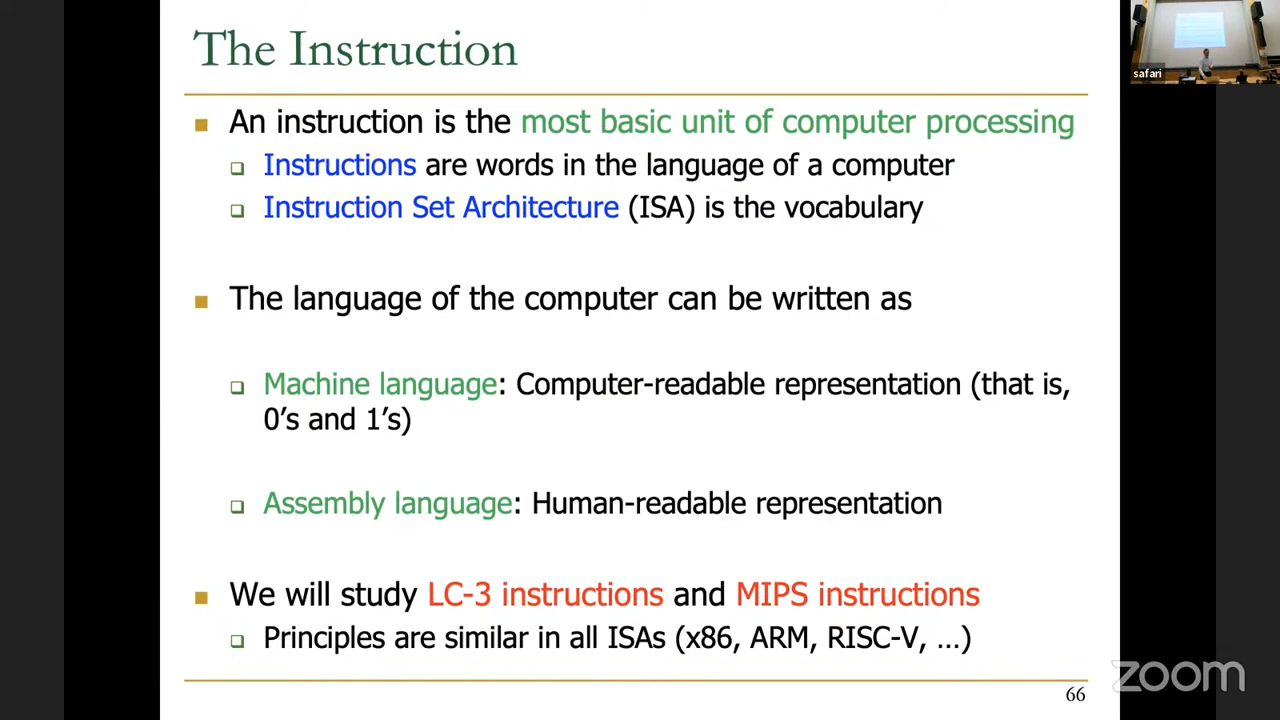 The Instruction
An instruction is the most basic unit of computer processing
Instructions are words in the language of a computer
Instruction Set Architecture (ISA) is the vocabulary
The language of the computer can be written as
Machine language: Computer-readable representation (that is,
0's and 1's)
Assembly language: Human-readable representation
We will study LC-3 instructions and MIPS instructions
Principles are similar in all ISAs (x86, ARM, RISC-V, …)
66
safari
zoom